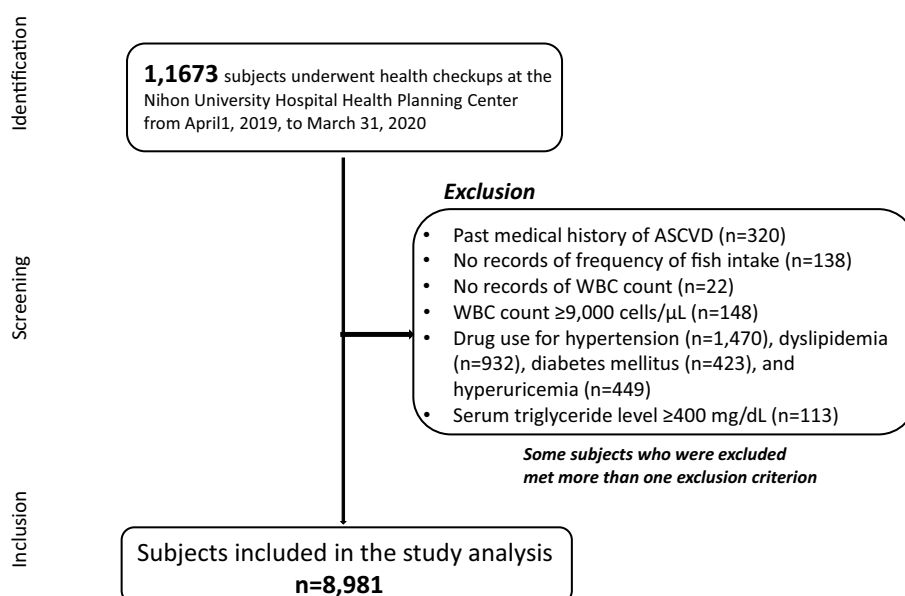 Identification
1,1673 subjects underwent health checkups at the
Nihon University Hospital Health Planning Center
from April1, 2019, to March 31, 2020
Screening
Exclusion
• Past medical history of ASCVD (n=320)
• No records of frequency of fish intake (n=138)
• No records of WBC count (n=22)
• WBC count ≥9,000 cells/μL (n=148)
• Drug use for hypertension (n=1,470), dyslipidemia
(n=932), diabetes mellitus (n=423), and
hyperuricemia (n=449)
• Serum triglyceride level ≥400 mg/dL (n=113)
Some subjects who were excluded
met more than one exclusion criterion
Inclusion
Subjects included in the study analysis
n=8,981